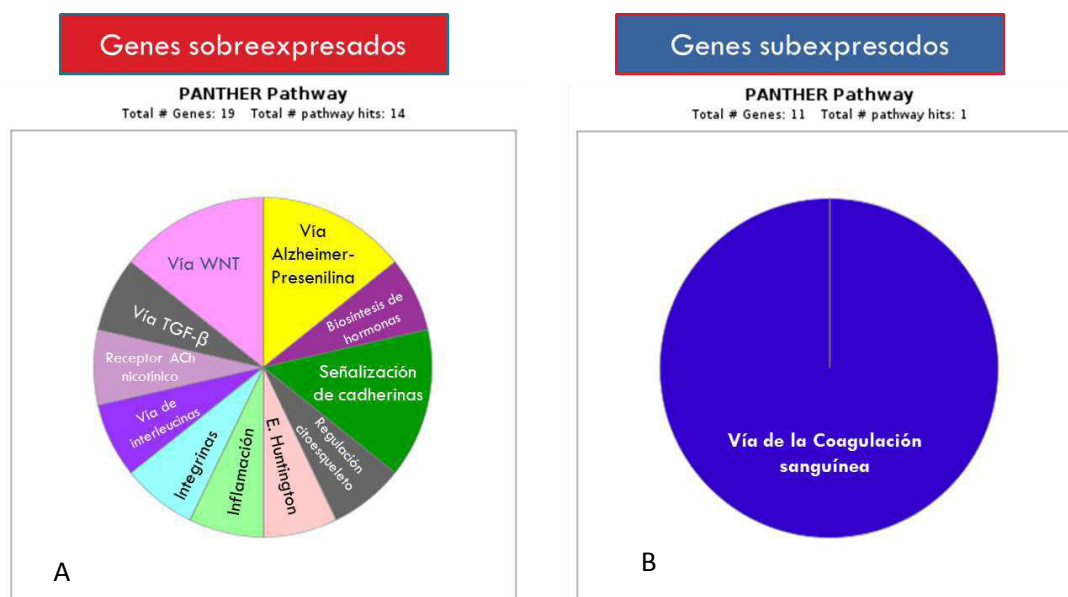 Genes sobreexpresados
PANTHER Pathway
Total # Genes: 19 Total # pathway hits: 14
Vía
Alzheimer-
Presenilina
Biosíntesis de
hormonas
Señalización
de cadherinas
Regulación
citoesqueleto
E. Huntington
Inflamación
Integrinas
Vía de
interleucinas
Receptor ACh
nicotínico
Vía TGF-β
Vía WNT
A
Genes subexpresados
PANTHER Pathway
Total # Genes: 11 Total # pathway hits: 1
Vía de la Coagulación
sanguínea
B